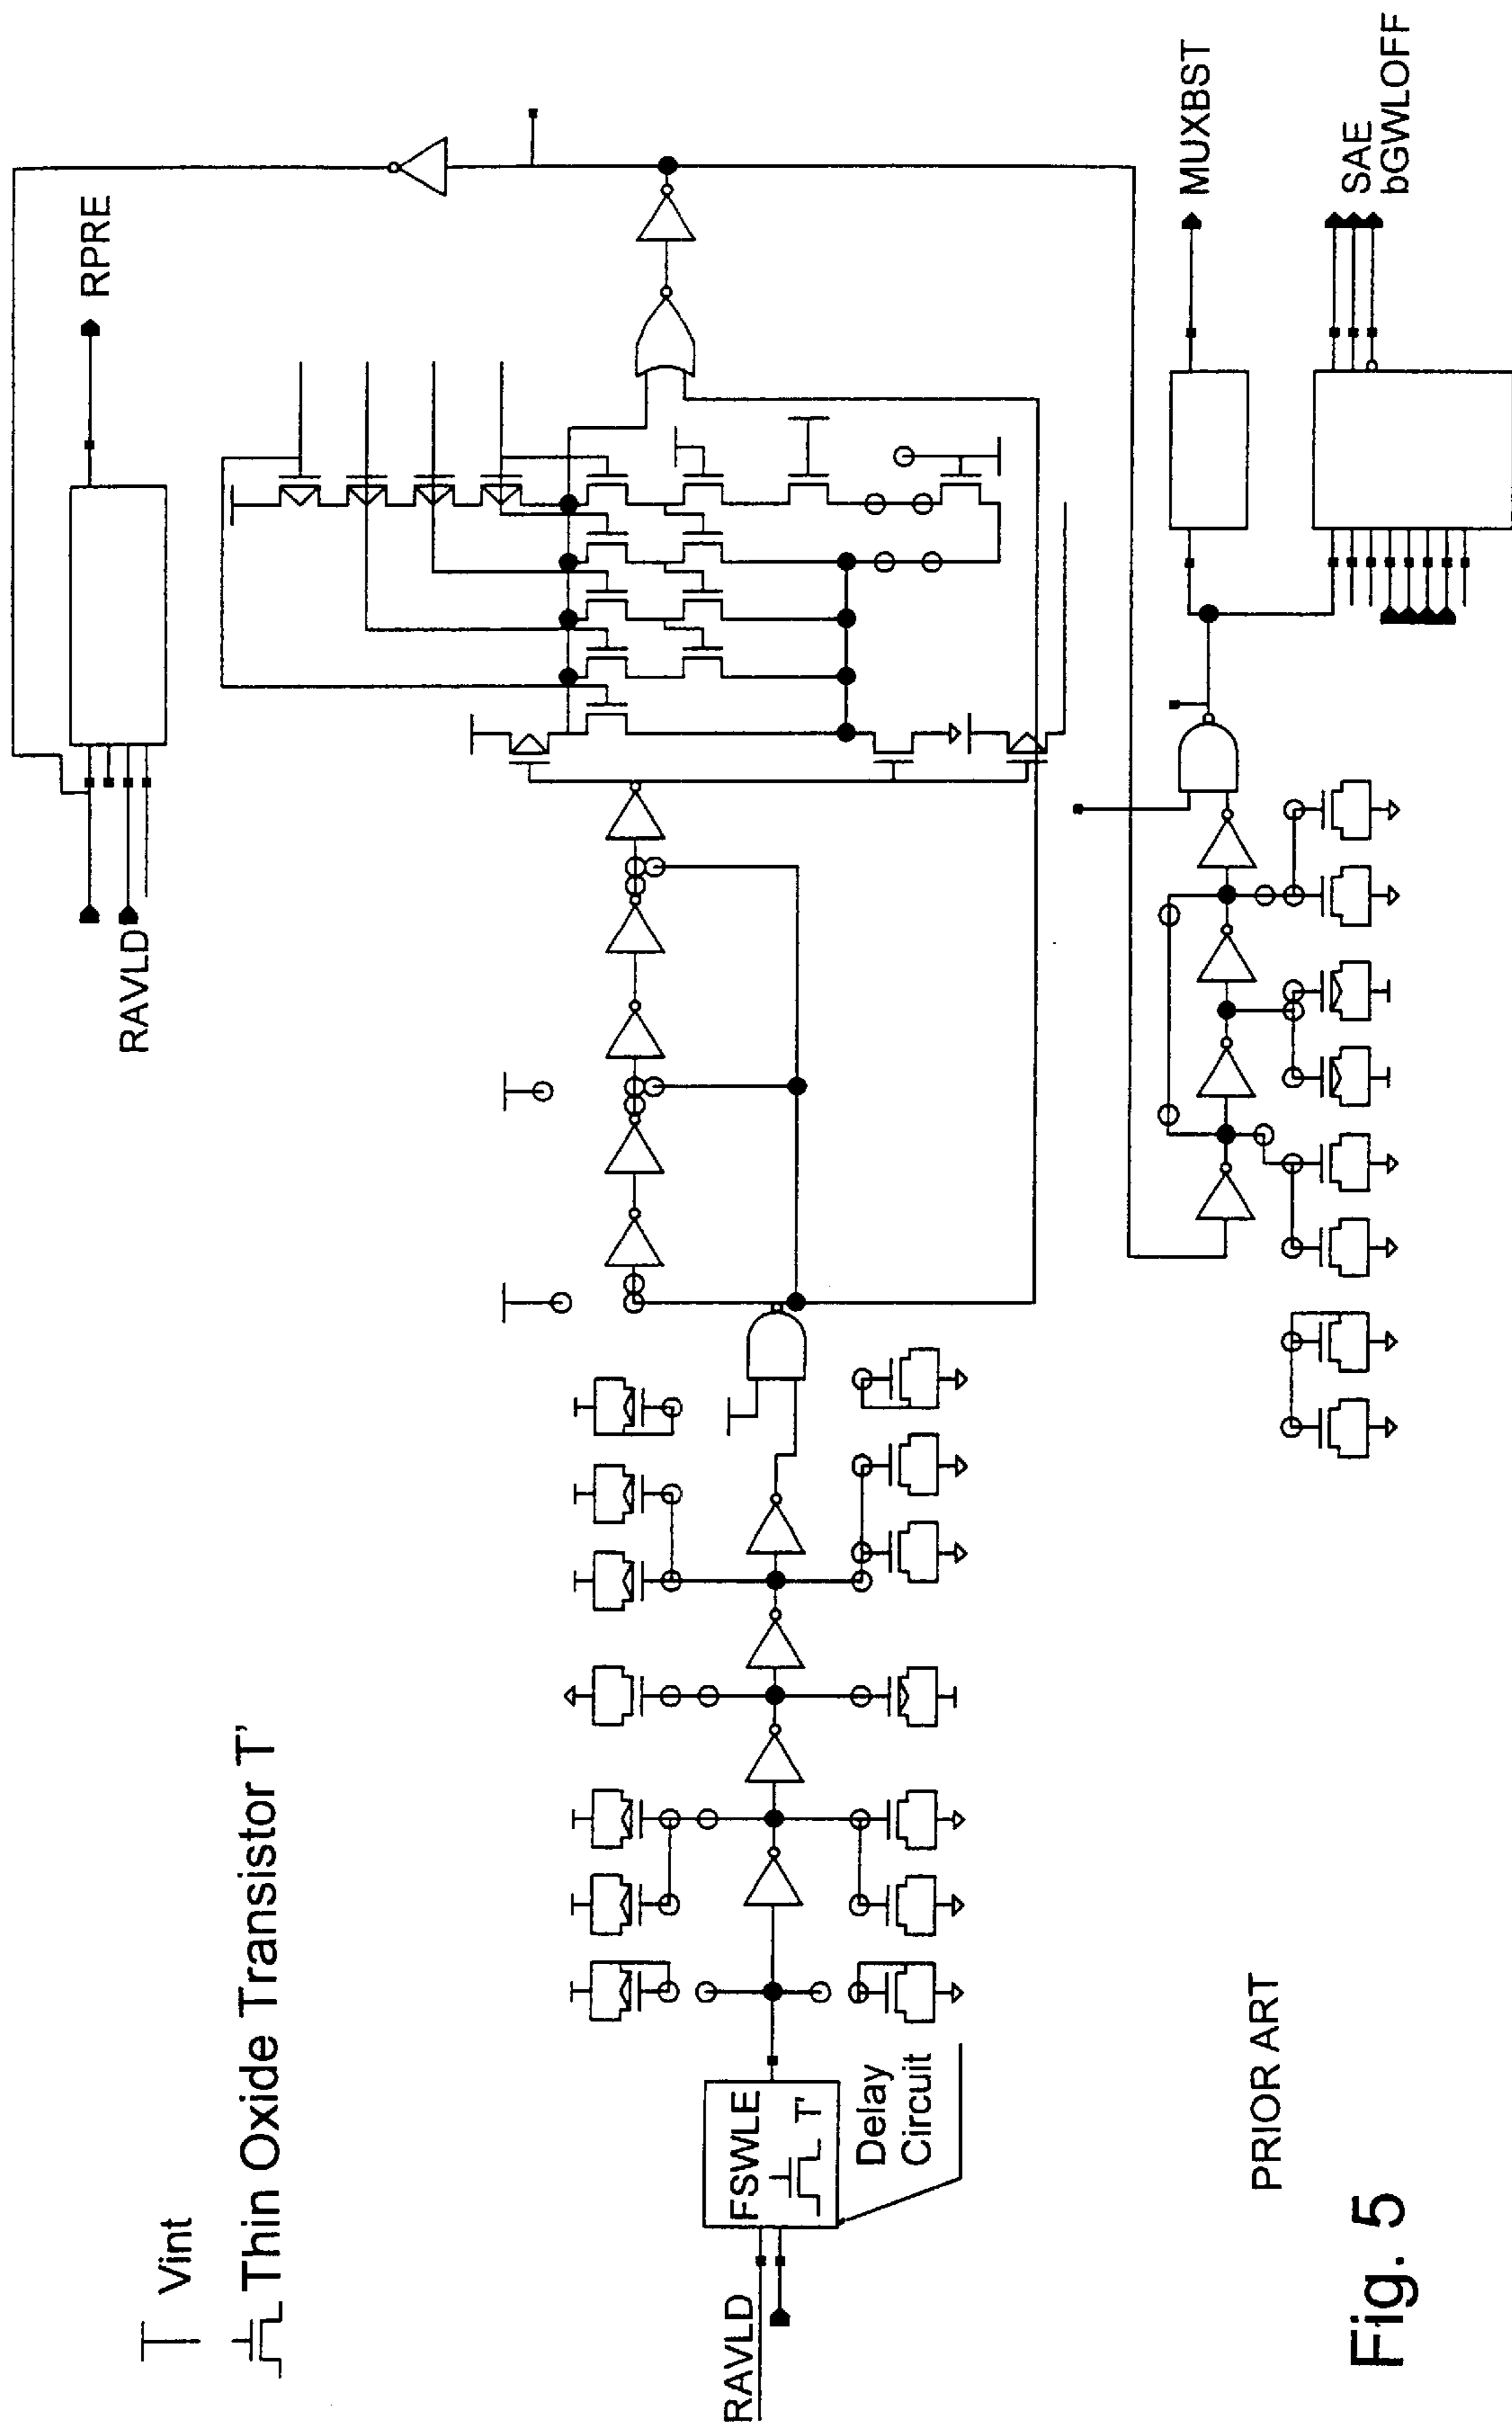 Vint
Thin Oxide Transistor T'
RAVLD
RPRE
RAVLD
FSWLE
T'
Delay
Circuit
MUXBST
SAE
bGWLOFF
PRIOR ART
Fig. 5